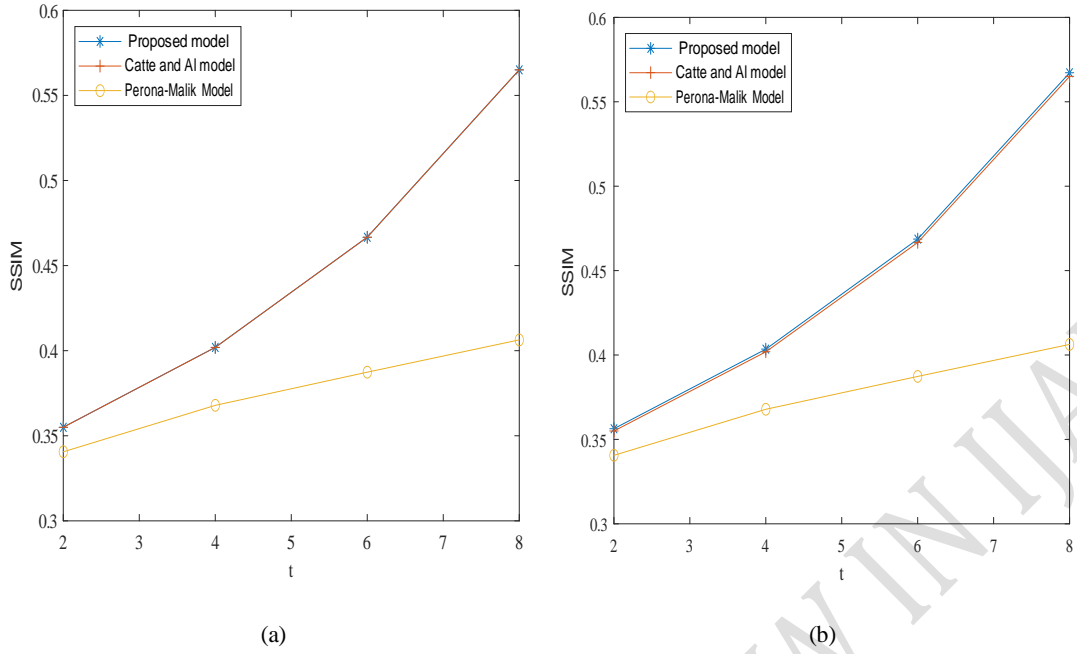 0.6
0.55
0.5
0.45
0.4
0.35
0.3
SSIM
Proposed model
Catte and Al model
Perona-Malik Model
2 3 4 5 6 7 8
t
(a)
0.6
0.55
0.5
0.45
0.4
0.35
0.3
SSIM
Proposed model
Catte and Al model
Perona-Malik Model
2 3 4 5 6 7 8
t
(b)
W IN IJA